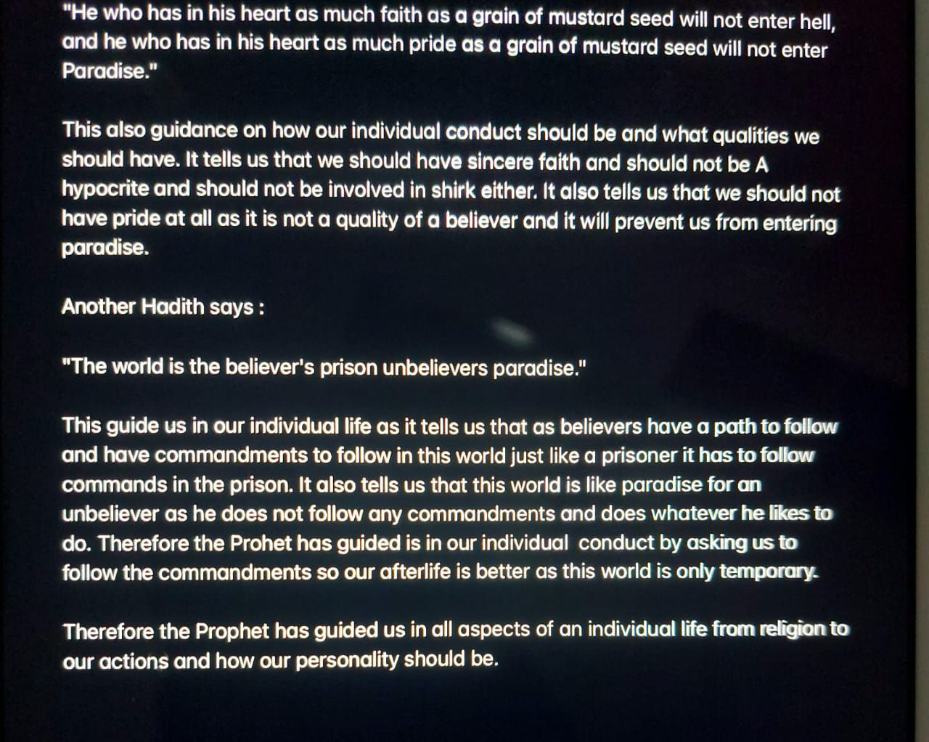 "He who has in his heart as much faith as a grain of mustard seed will not enter hell,
and he who has in his heart as much pride as a grain of mustard seed will not enter
Paradise."
This also guidance on how our individual conduct should be and what qualities we
should have. It tells us that we should have sincere faith and should not be A
hypocrite and should not be involved in shirk either. It also tells us that we should not
have pride at all as it is not a quality of a believer and it will prevent us from entering
paradise.
Another Hadith says :
"The world is the believer's prison unbelievers paradise."
This guide us in our individual life as it tells us that as believers have a path to follow
and have commandments to follow in this world just like a prisoner it has to follow
commands in the prison. It also tells us that this world is like paradise for an
unbeliever as he does not follow any commandments and does whatever he likes to
do. Therefore the Prohet has guided is in our individual  conduct by asking us to
follow the commandments so our afterlife is better as this world is only temporary.
Therefore the Prophet has guided us in all aspects of an individual life from religion to
our actions and how our personality should be.